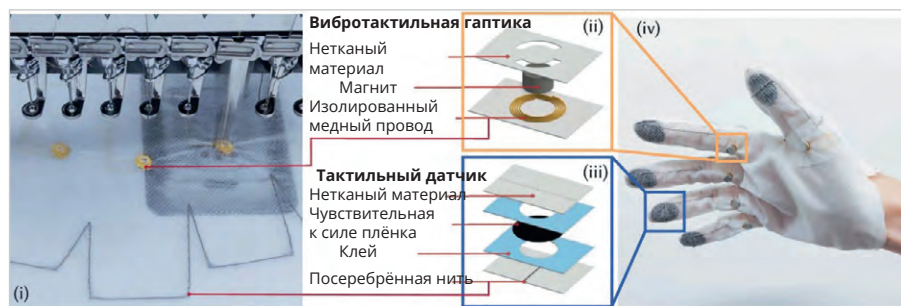 Вибротактильная гаптика
(ii)
(iv)
Нетканый
материал
Магнит
Изолированный
медный провод
Тактильный датчик
(iii)
Нетканый материал
Чувствительная
к силе плёнка
Клей
Посеребрённая нить
(i)